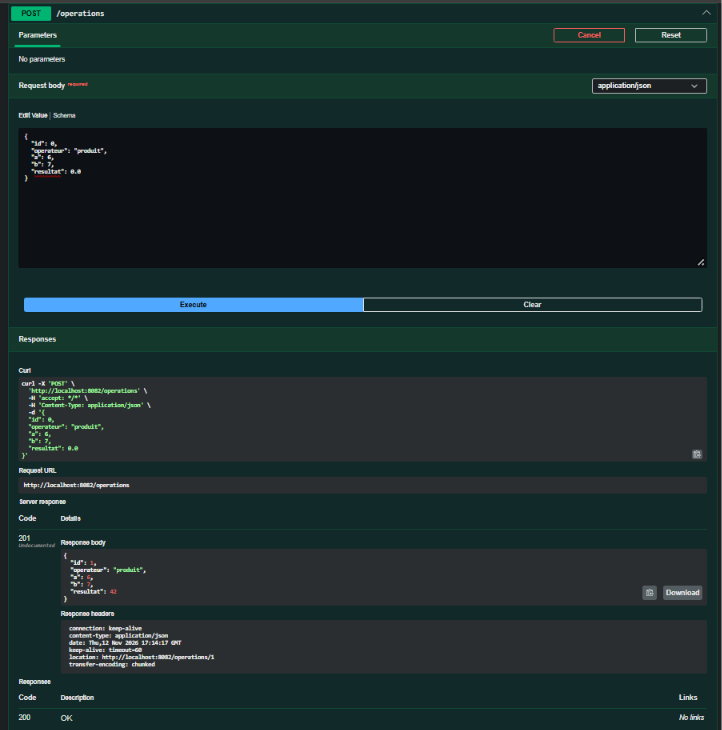 POST /operations
Parameters
Cancel
Reset
No parameters
Request body required
application/json
Edit Value | Schema
{
  "id": 0,
  "operateur": "produit",
  "a": 6,
  "b": 7,
  "resultat": 0.0
}
Execute
Clear
Responses
Curl
curl -X 'POST' \
  'http://localhost:8082/operations' \
  -H 'accept: */*' \
  -H 'Content-Type: application/json' \
  -d '{
  "id": 0,
  "operateur": "produit",
  "a": 6,
  "b": 7,
  "resultat": 0.0
}'
Request URL
http://localhost:8082/operations
Server response
Code Details
201
Undocumented
Response body
{
  "id": 1,
  "operateur": "produit",
  "a": 6,
  "b": 7,
  "resultat": 42
}
Download
Response headers
connection: keep-alive
content-type: application/json
date: Thu,12 Nov 2026 17:14:17 GMT
keep-alive: timeout=60
location: http://localhost:8082/operations/1
transfer-encoding: chunked
Responses
Code Description Links
200 OK No links